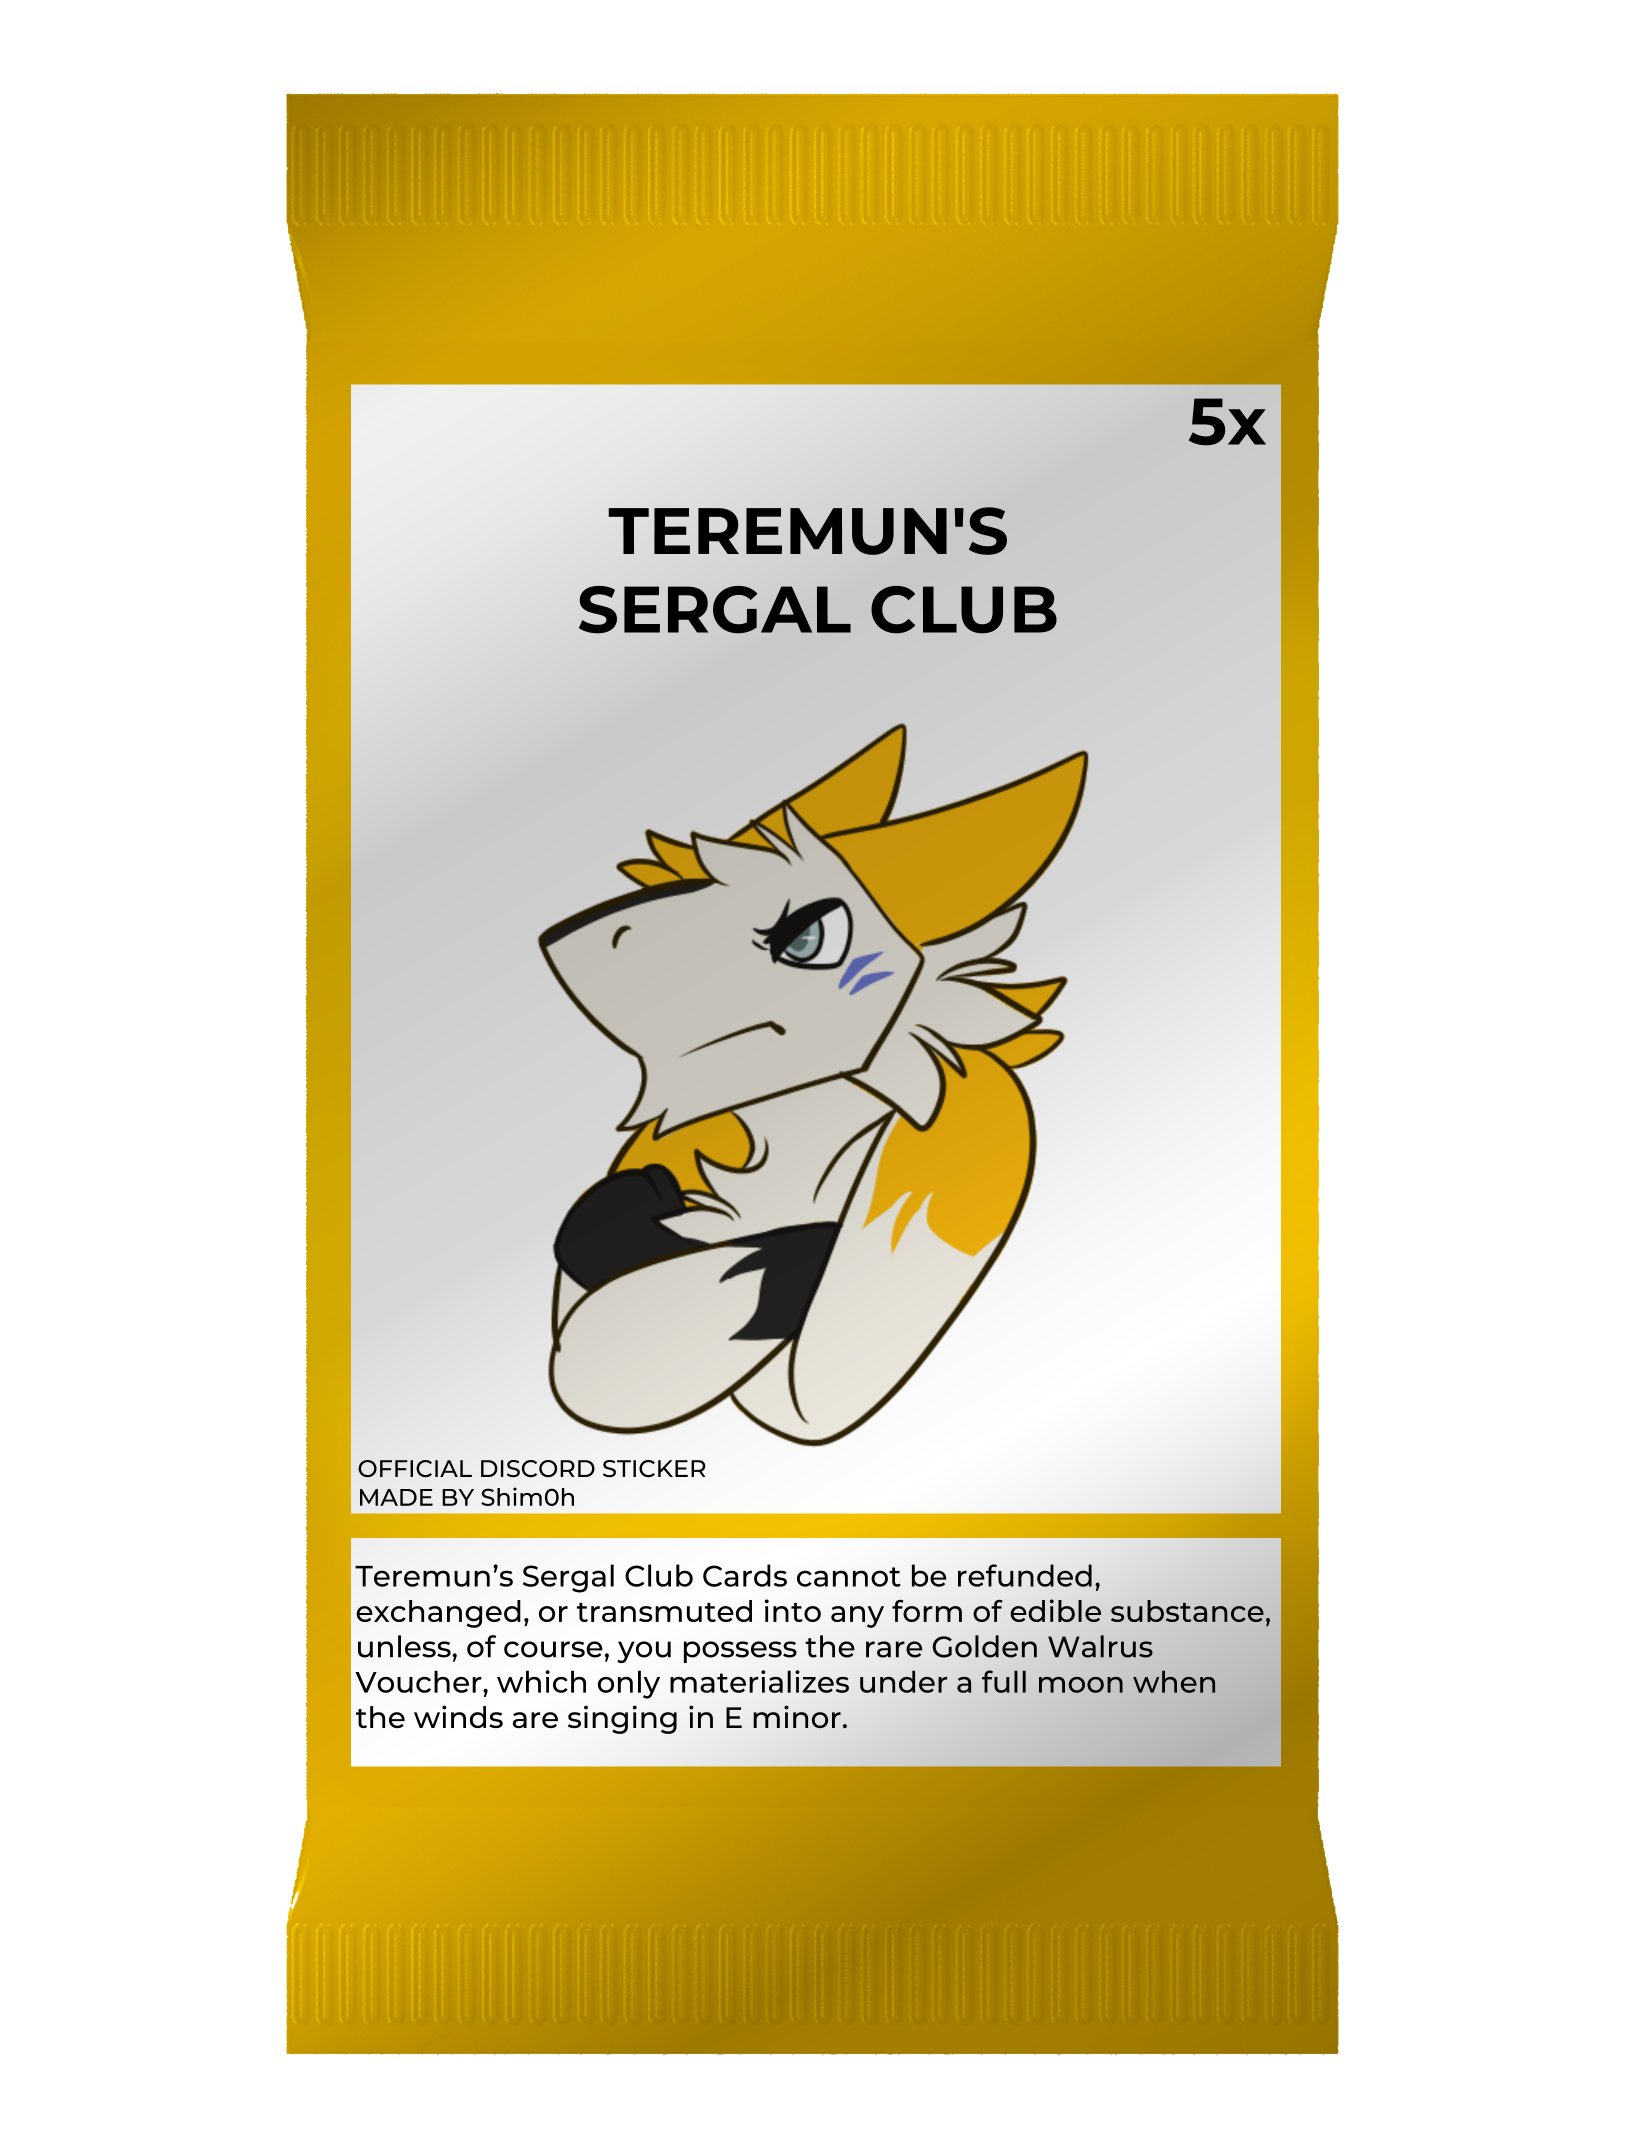 5x
TEREMUN'S
SERGAL CLUB
OFFICIAL DISCORD STICKER
MADE BY Shim0h
Teremun’s Sergal Club Cards cannot be refunded,
exchanged, or transmuted into any form of edible substance,
unless, of course, you possess the rare Golden Walrus
Voucher, which only materializes under a full moon when
the winds are singing in E minor.